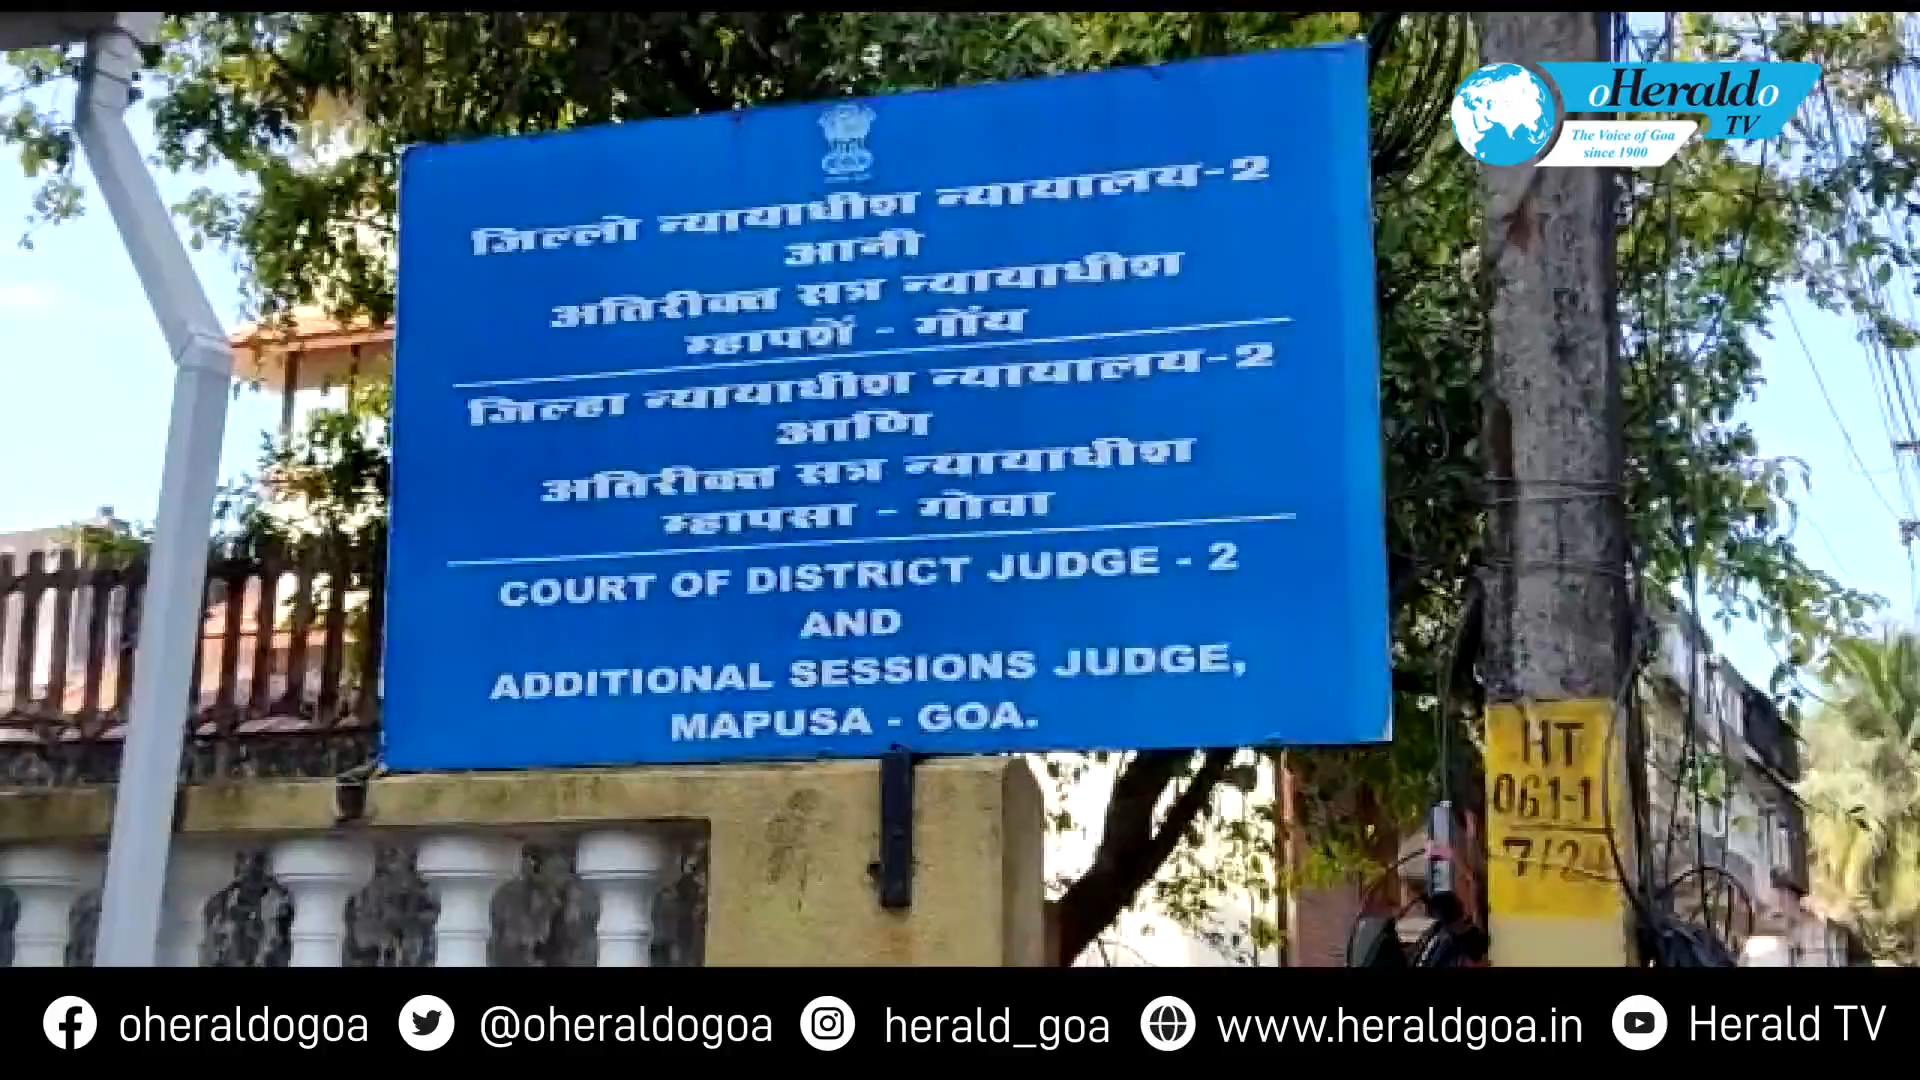 oHeraldo
TV
The Voice of Goa
since 1900
जिल्लो न्यायाधीश न्यायालय-2
आनी
अतिरीक्त सत्र न्यायाधीश
म्हापशें - गोंय
जिल्हा न्यायाधीश न्यायालय-2
आणि
अतिरीक्त सत्र न्यायाधीश
म्हापसा - गोवा
COURT OF DISTRICT JUDGE - 2
AND
ADDITIONAL SESSIONS JUDGE,
MAPUSA - GOA.
HT
061-1
7/24
oheraldogoa @oheraldogoa herald_goa www.heraldgoa.in Herald TV